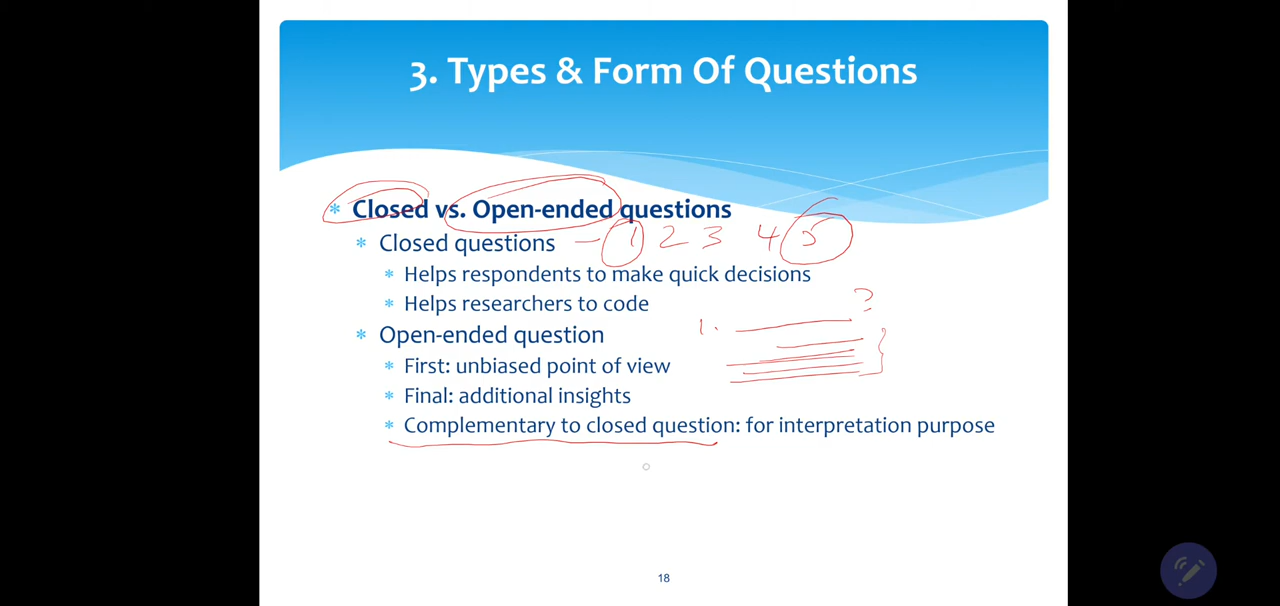 3. Types & Form Of Questions
* Closed vs. Open-ended questions
* Closed questions – 1 2 3 4 5
* Helps respondents to make quick decisions
* Helps researchers to code
?
* Open-ended question 1.
* First: unbiased point of view
* Final: additional insights
* Complementary to closed question: for interpretation purpose
18